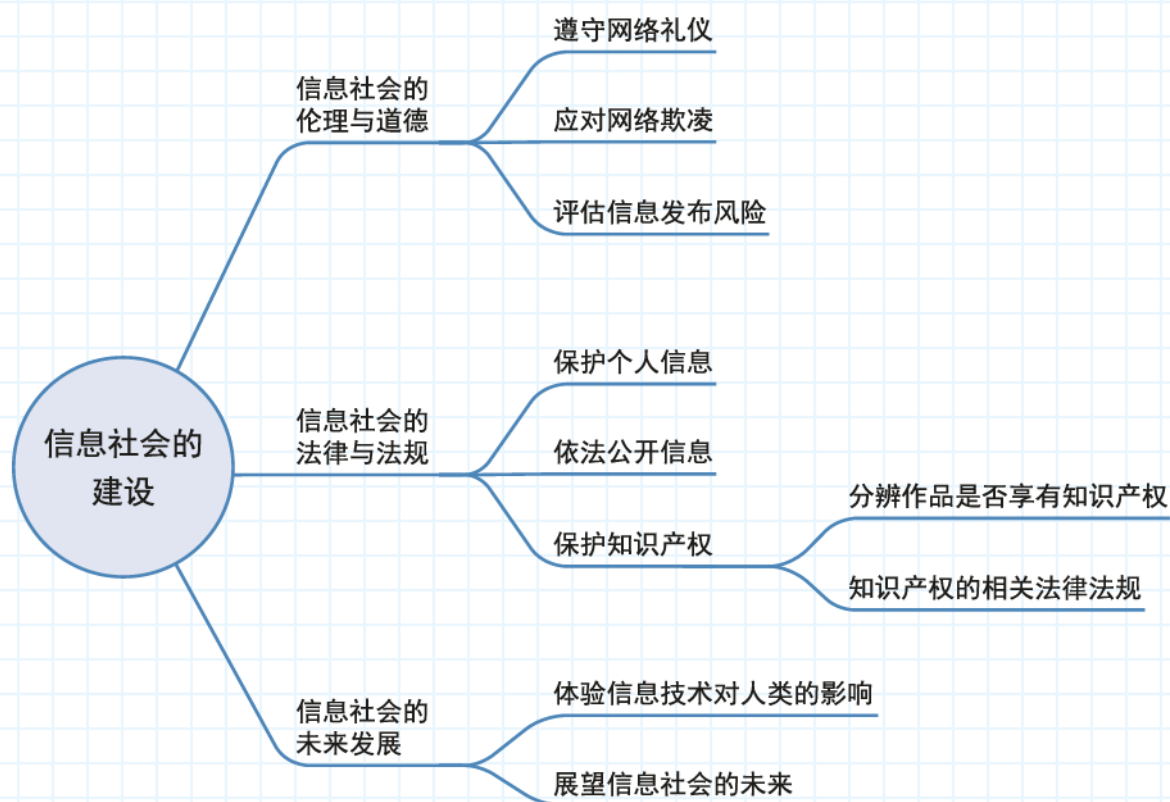 信息社会的
建设
信息社会的
伦理与道德
遵守网络礼仪
应对网络欺凌
评估信息发布风险
信息社会的
法律与法规
保护个人信息
依法公开信息
保护知识产权
分辨作品是否享有知识产权
知识产权的相关法律法规
信息社会的
未来发展
体验信息技术对人类的影响
展望信息社会的未来